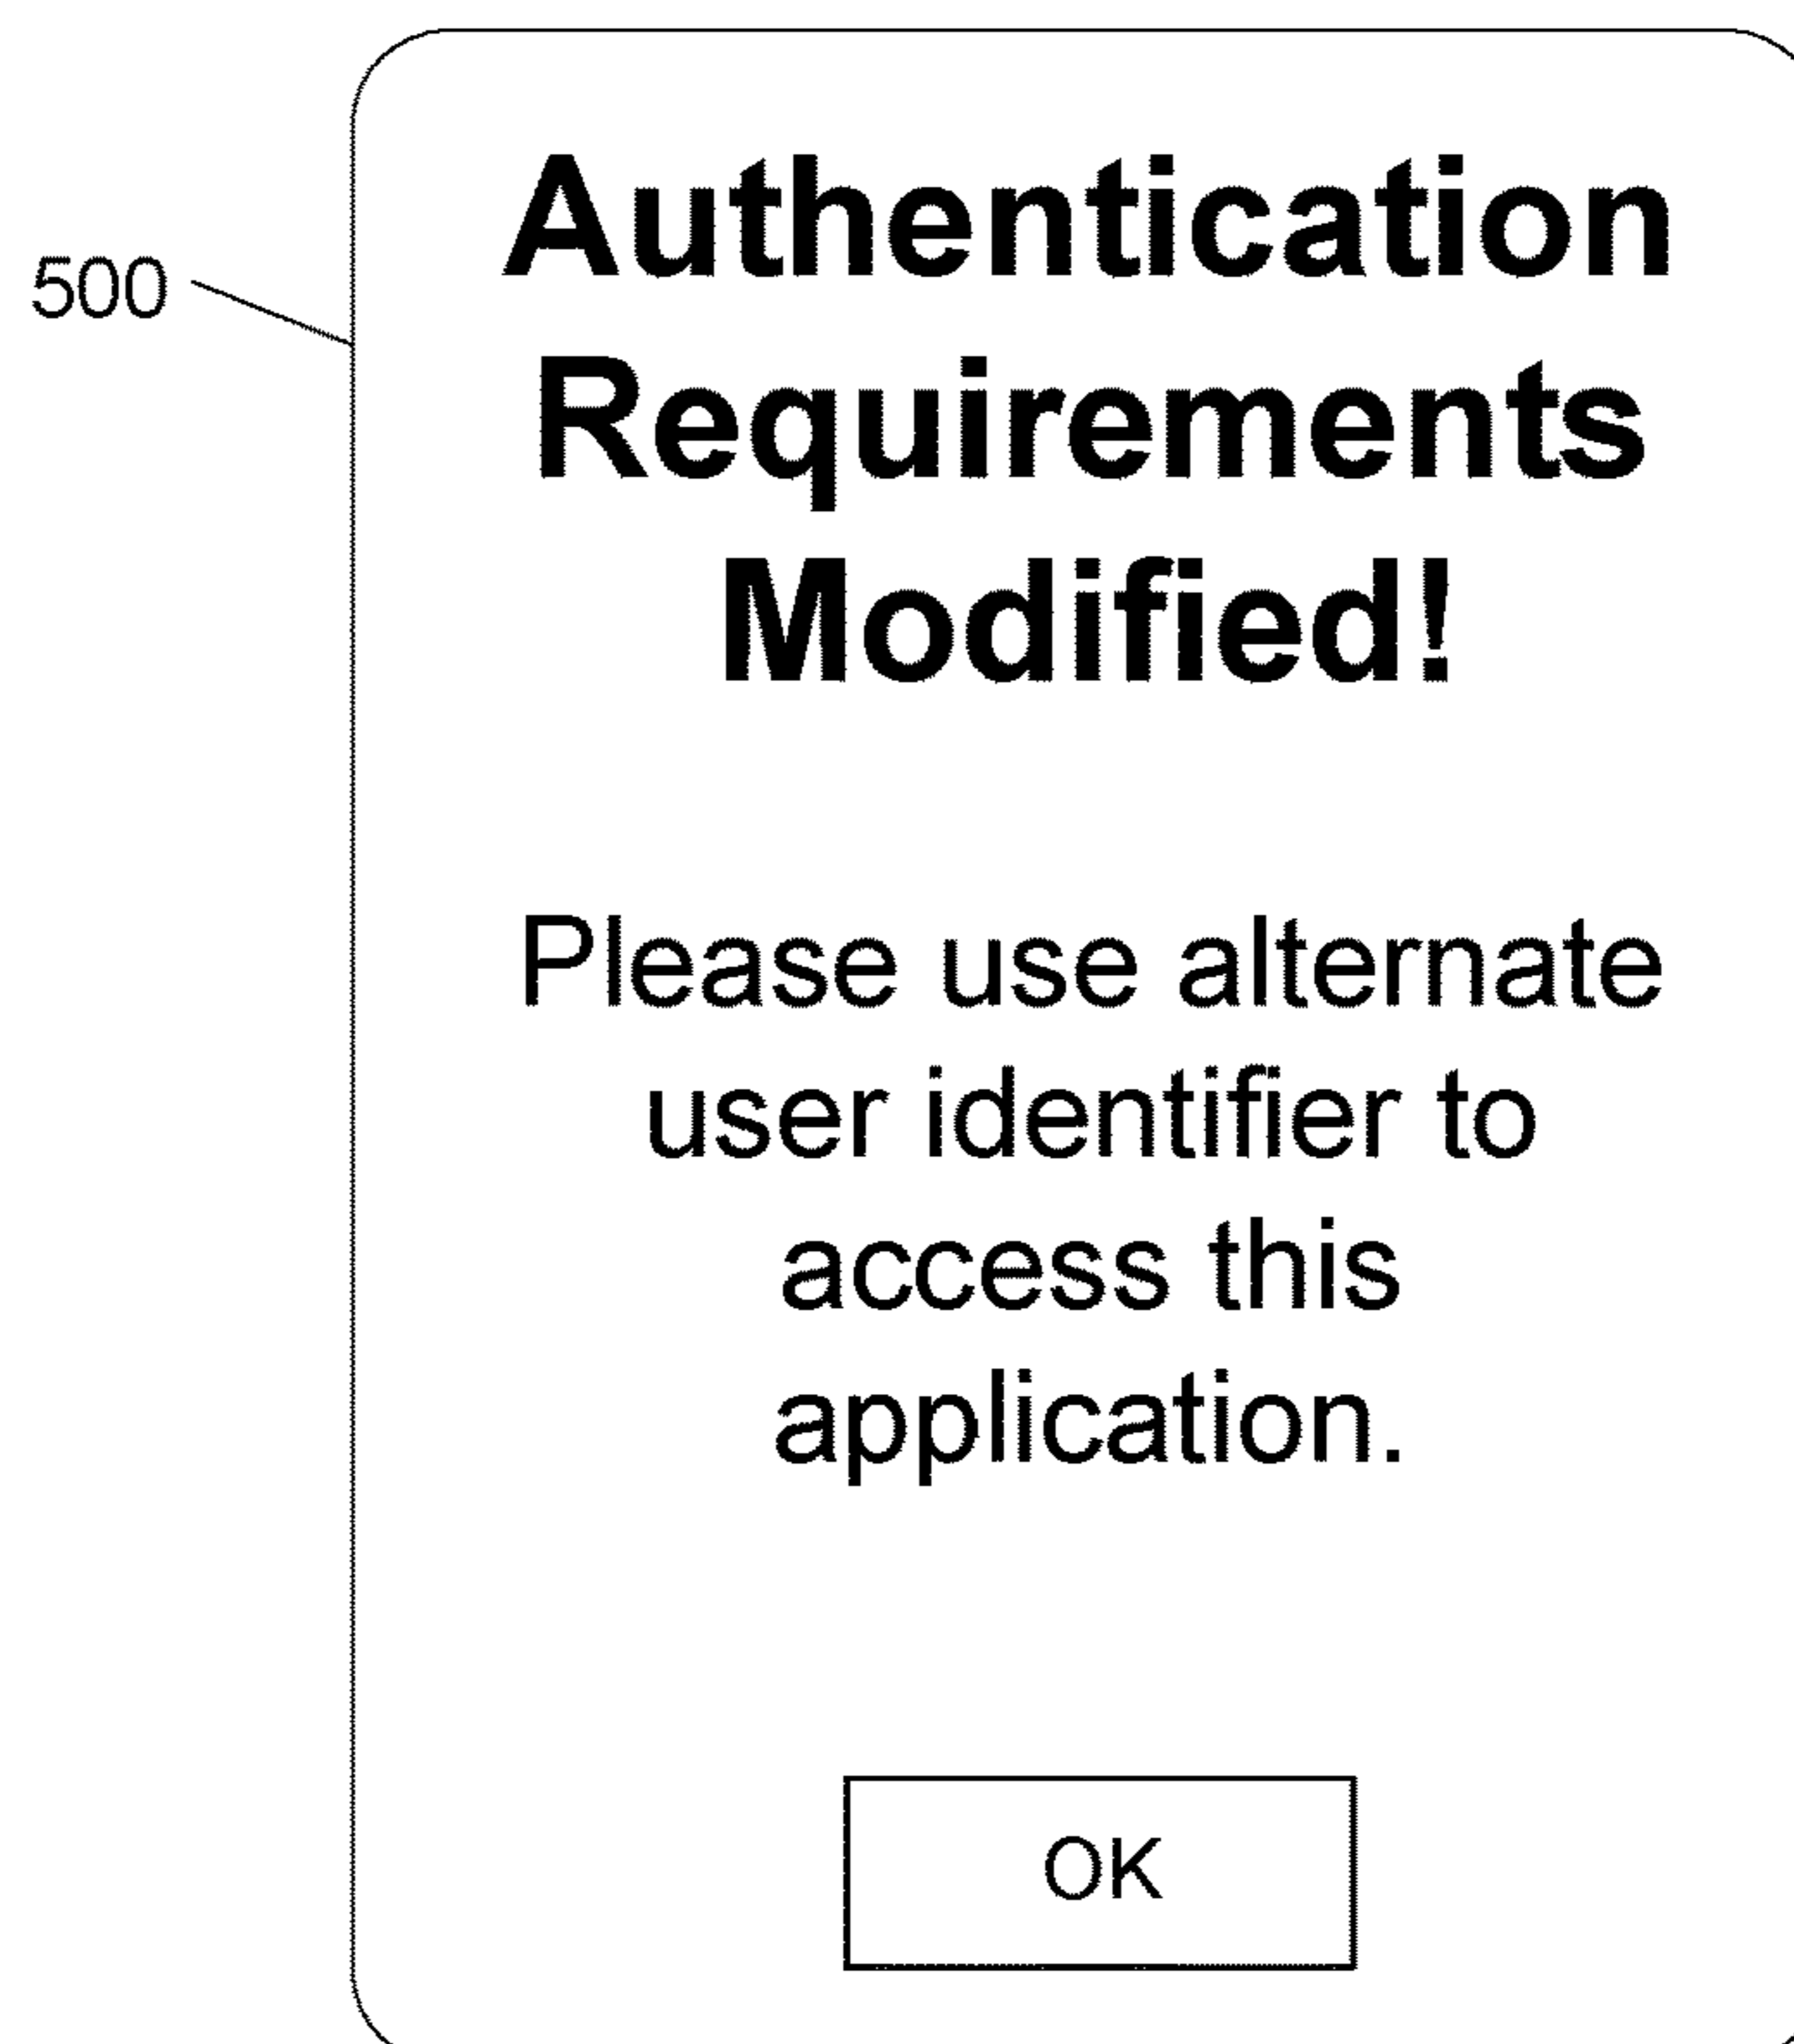 500
Authentication
Requirements
Modified!
Please use alternate
user identifier to
access this
application.
OK